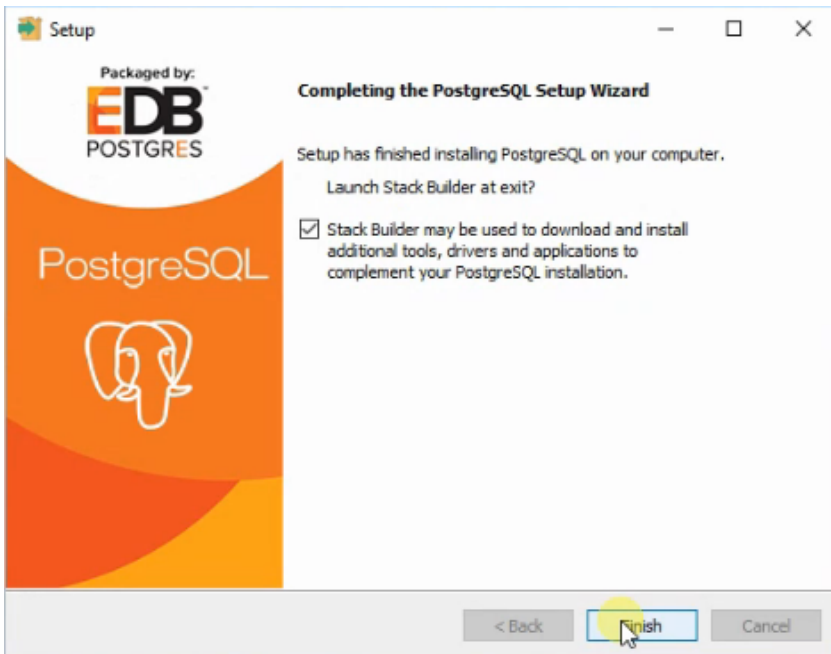 Setup
Packaged by:
EDB
POSTGRES
PostgreSQL
Completing the PostgreSQL Setup Wizard
Setup has finished installing PostgreSQL on your computer.
Launch Stack Builder at exit?
Stack Builder may be used to download and install
additional tools, drivers and applications to
complement your PostgreSQL installation.
< Back
Finish
Cancel